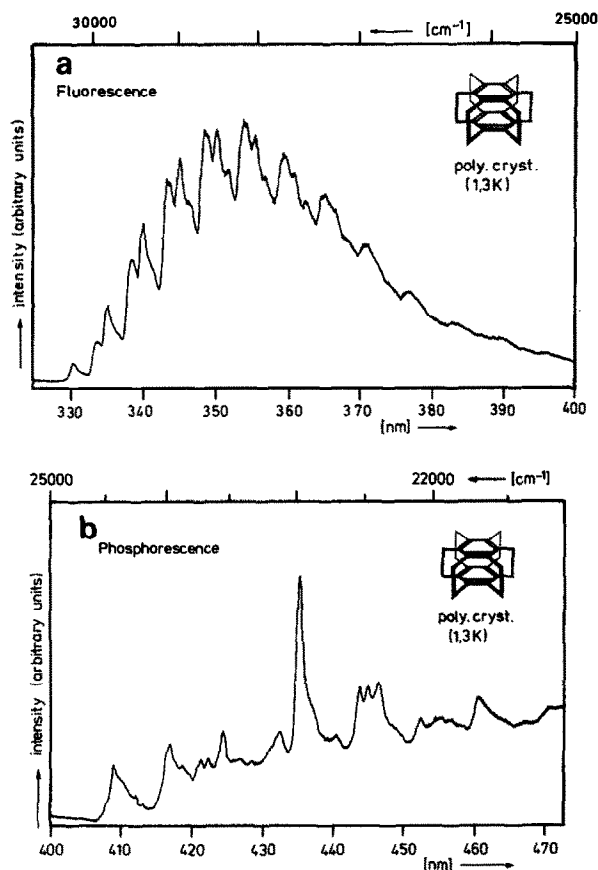 30000 [cm⁻¹] 25000
a
Fluorescence
poly. cryst.
(1,3K)
intensity (arbitrary units)
330 340 350 360 370 380 390 400
[nm]
25000 22000 [cm⁻¹]
b
Phosphorescence
poly. cryst.
(1,3K)
intensity (arbitrary units)
400 410 420 430 440 450 460 470
[nm]